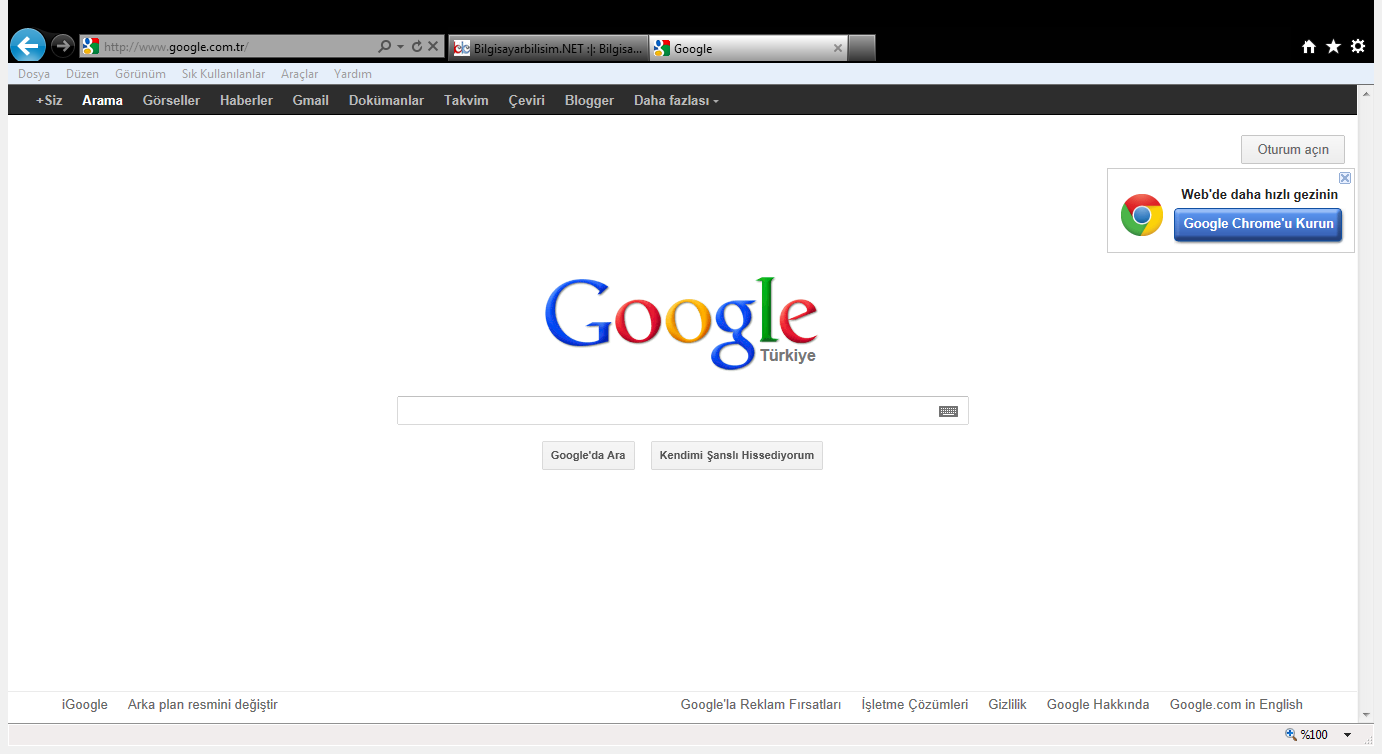 http://www.google.com.tr/
Bilgisayarbilisim.NET :|: Bilgisa...
Google
Dosya Düzen Görünüm Sık Kullanılanlar Araçlar Yardım
+Siz Arama Görseller Haberler Gmail Dokümanlar Takvim Çeviri Blogger Daha fazlası
Oturum açın
Web'de daha hızlı gezinin
Google Chrome'u Kurun
Google
Türkiye
Google'da Ara Kendimi Şanslı Hissediyorum
iGoogle Arka plan resmini değiştir Google'la Reklam Fırsatları İşletme Çözümleri Gizlilik Google Hakkında Google.com in English
%100